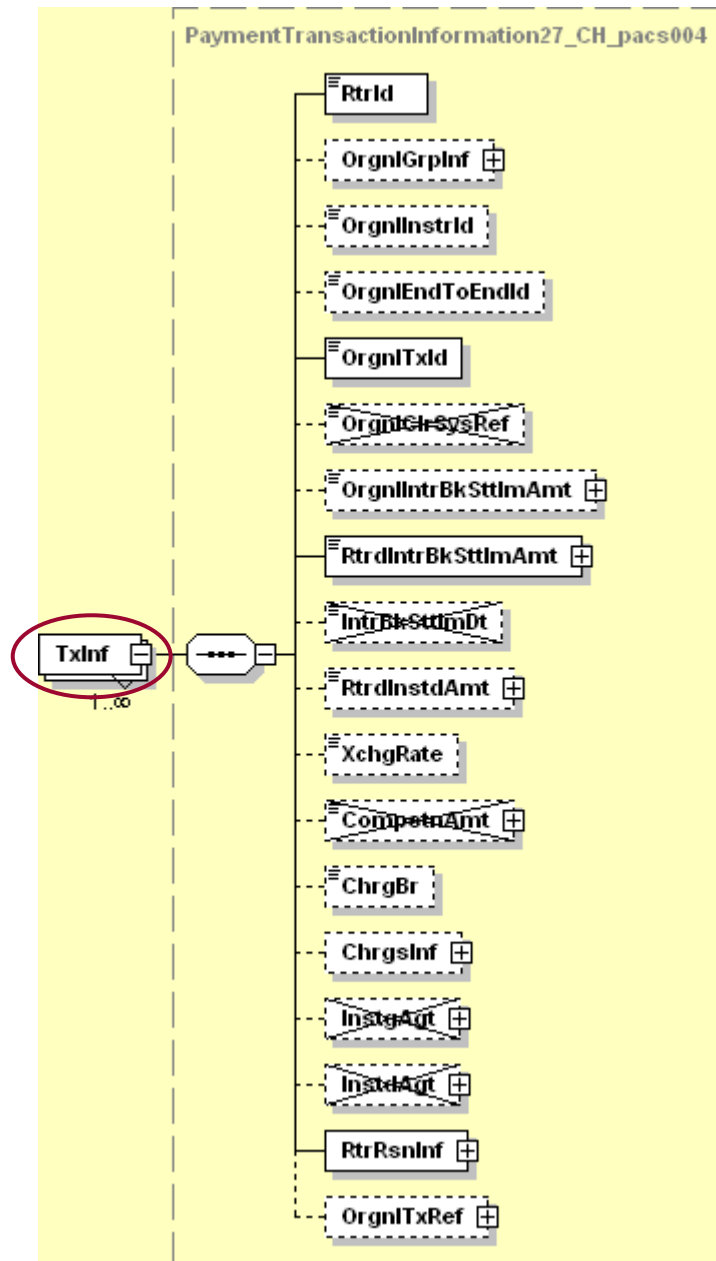 PaymentTransactionInformation27_CH_pacs004
RtrId
OrgnlGrpInf
OrgnlInstrId
OrgnlEndToEndId
OrgnlTxId
OrgnlClrSysRef
OrgnlIntrBkSttlmAmt
RtrdIntrBkSttlmAmt
IntrBkSttlmDt
TxInf
1..∞
RtrdInstdAmt
XchgRate
CompstnAmt
ChrgBr
ChrgsInf
InstgAgt
InstdAgt
RtrRsnInf
OrgnlTxRef